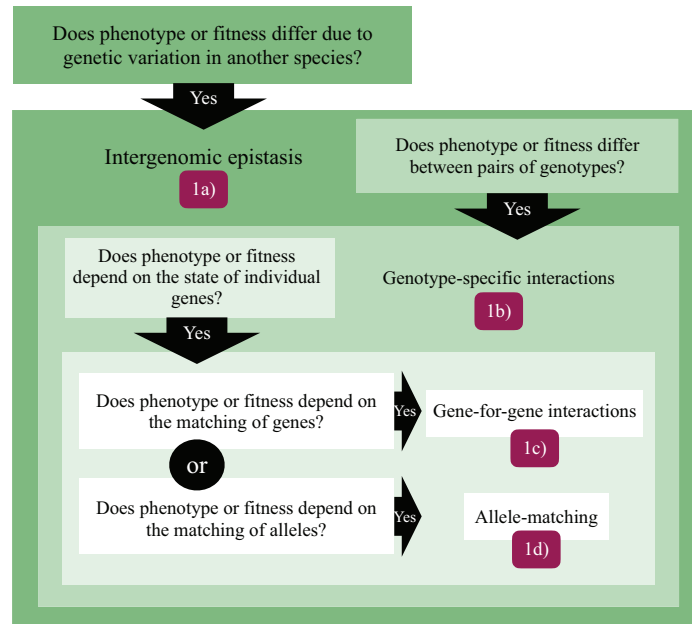 Does phenotype or fitness differ due to
genetic variation in another species?
Yes
Intergenomic epistasis
1a)
Does phenotype or fitness differ
between pairs of genotypes?
Yes
Does phenotype or fitness
depend on the state of individual
genes?
Yes
Genotype-specific interactions
1b)
Does phenotype or fitness depend on
the matching of genes?
Yes
Gene-for-gene interactions
1c)
or
Does phenotype or fitness depend on
the matching of alleles?
Yes
Allele-matching
1d)